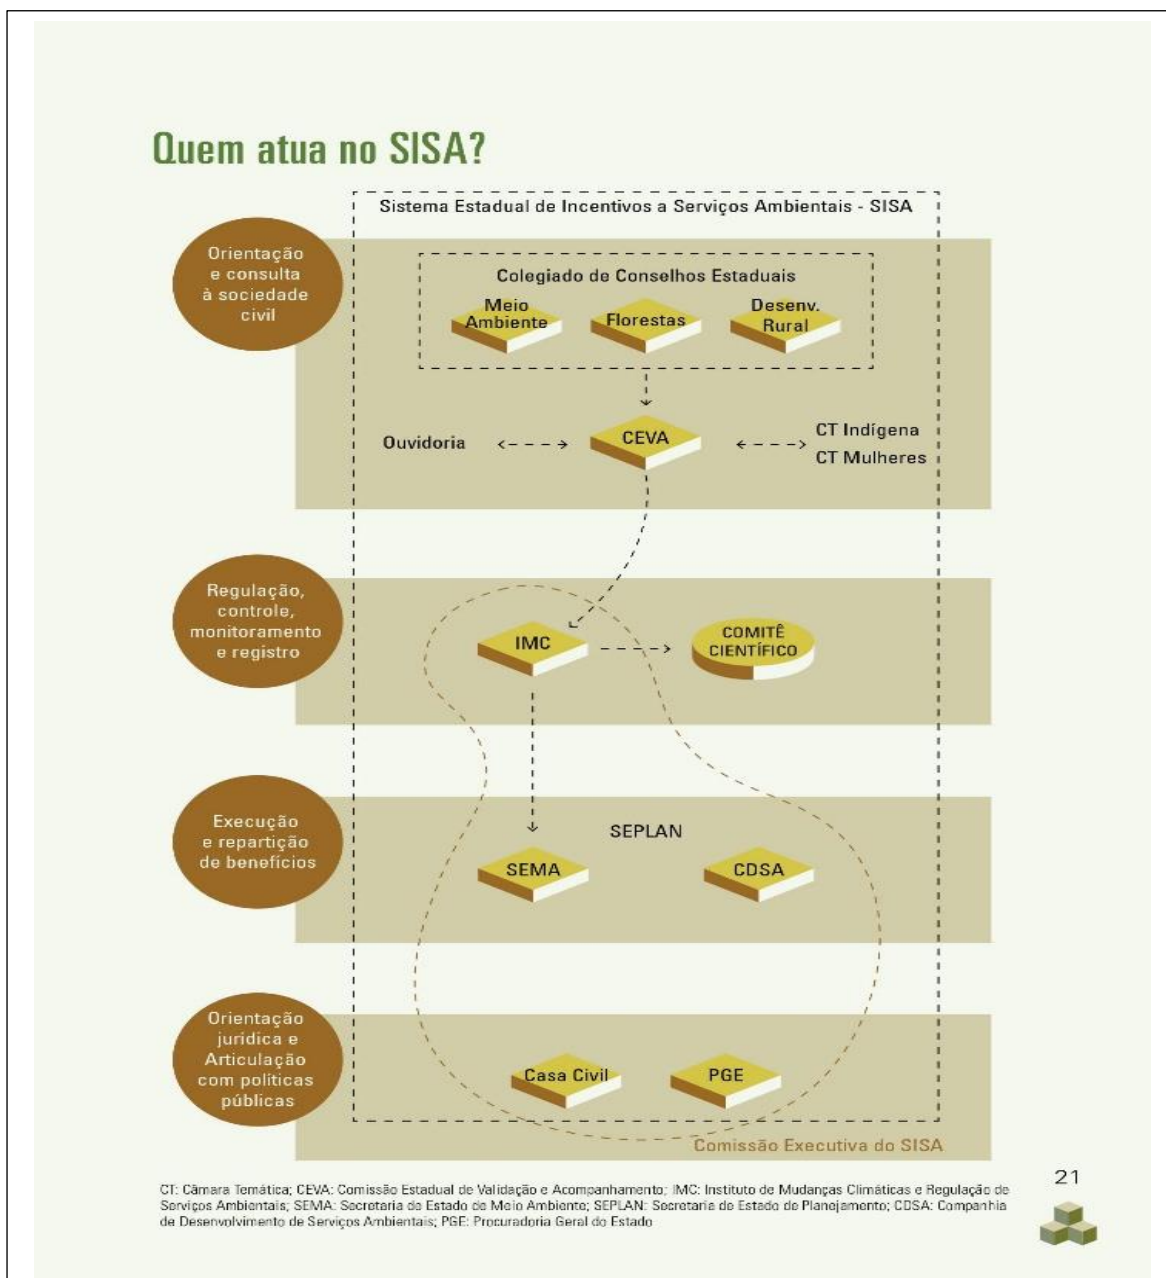 Quem atua no SISA?
Sistema Estadual de Incentivos a Serviços Ambientais - SISA
Orientação
e consulta
à sociedade
civil
Colegiado de Conselhos Estaduais
Meio
Ambiente
Florestas
Desenv.
Rural
Ouvidoria
CEVA
CT Indígena
CT Mulheres
Regulação,
controle,
monitoramento
e registro
IMC
COMITÊ
CIENTÍFICO
Execução
e repartição
de benefícios
SEPLAN
SEMA
CDSA
Orientação
jurídica e
Articulação
com políticas
públicas
Casa Civil
PGE
Comissão Executiva do SISA
21
CT: Câmara Temática; CEVA: Comissão Estadual de Validação e Acompanhamento; IMC: Instituto de Mudanças Climáticas e Regulação de
Serviços Ambientais; SEMA: Secretaria de Estado de Meio Ambiente; SEPLAN: Secretaria de Estado de Planejamento; CDSA: Companhia
de Desenvolvimento de Serviços Ambientais; PGE: Procuradoria Geral do Estado